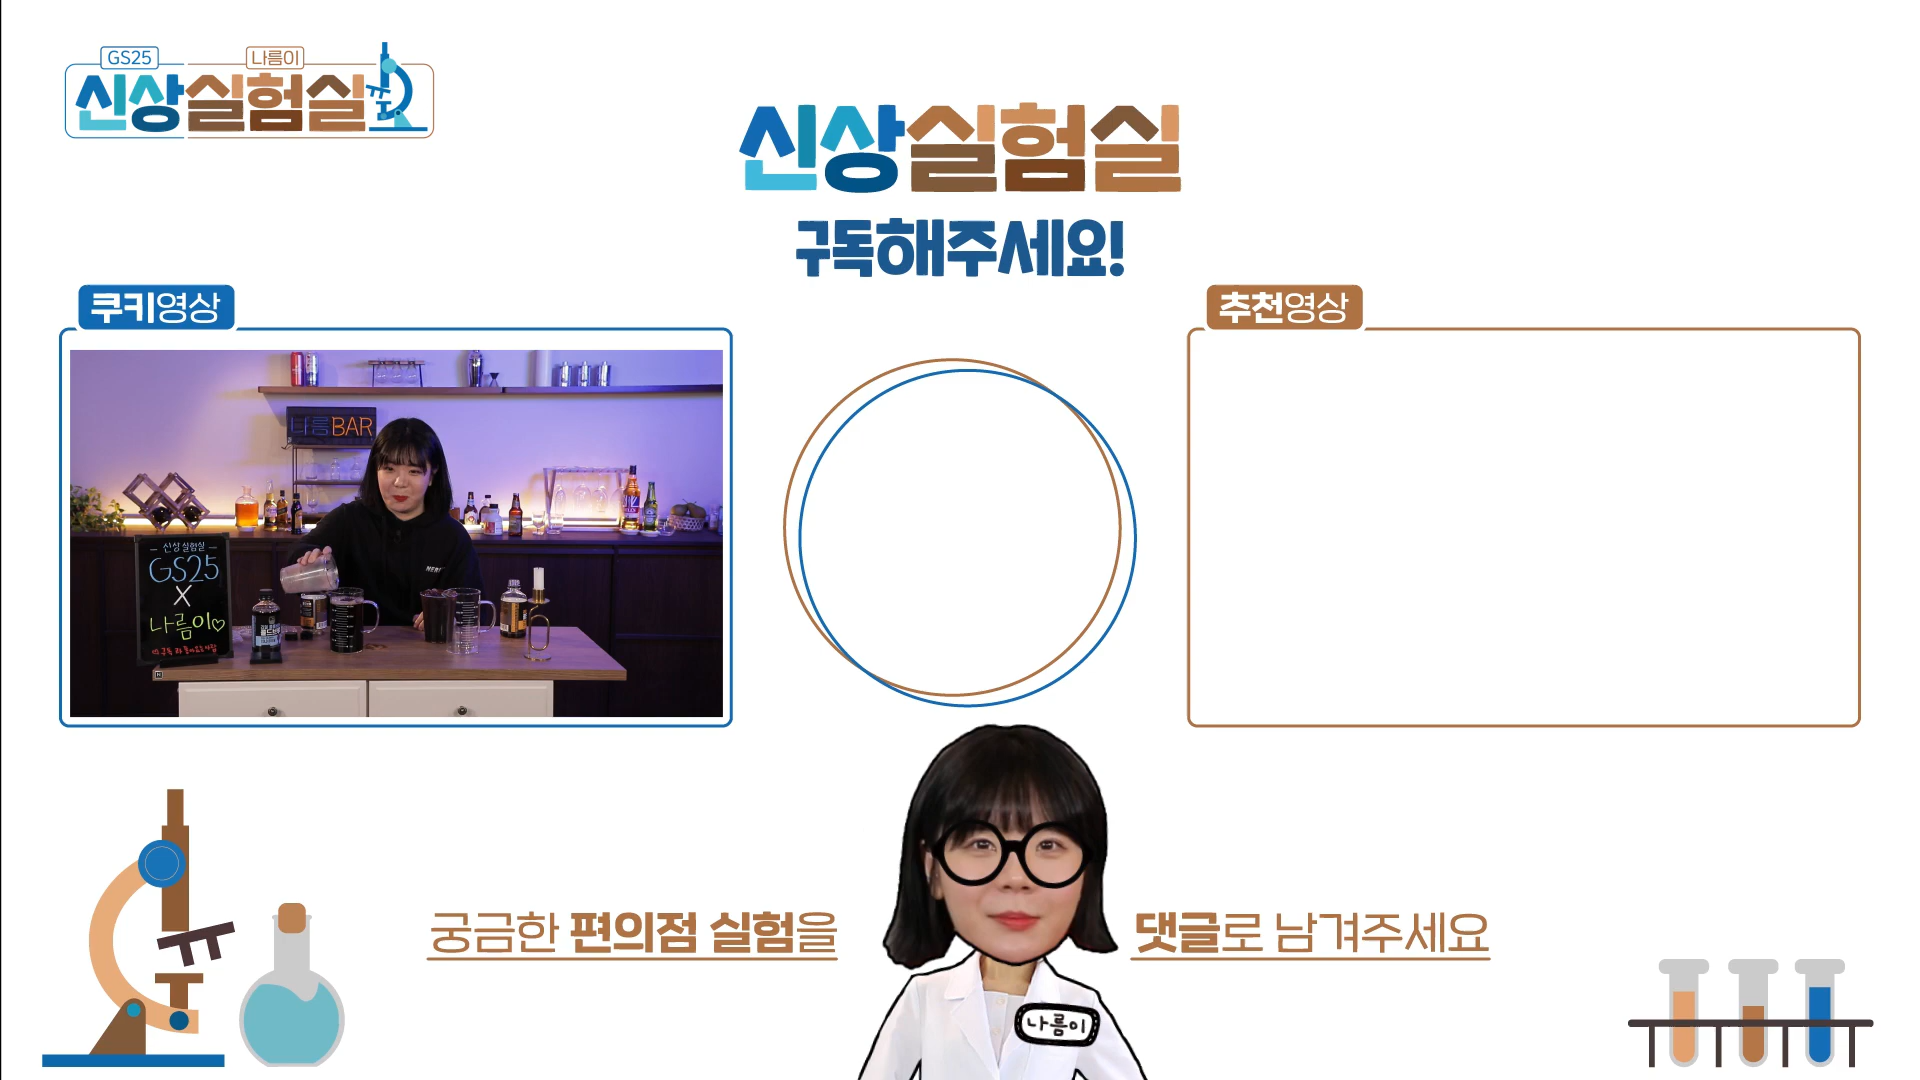 GS25
나름이
신상실험실
신상실험실
구독해주세요!
쿠키영상
추천영상
나름BAR
신상실험실
GS25
X
나름이♡
궁금한 편의점 실험을
댓글로 남겨주세요
나름이